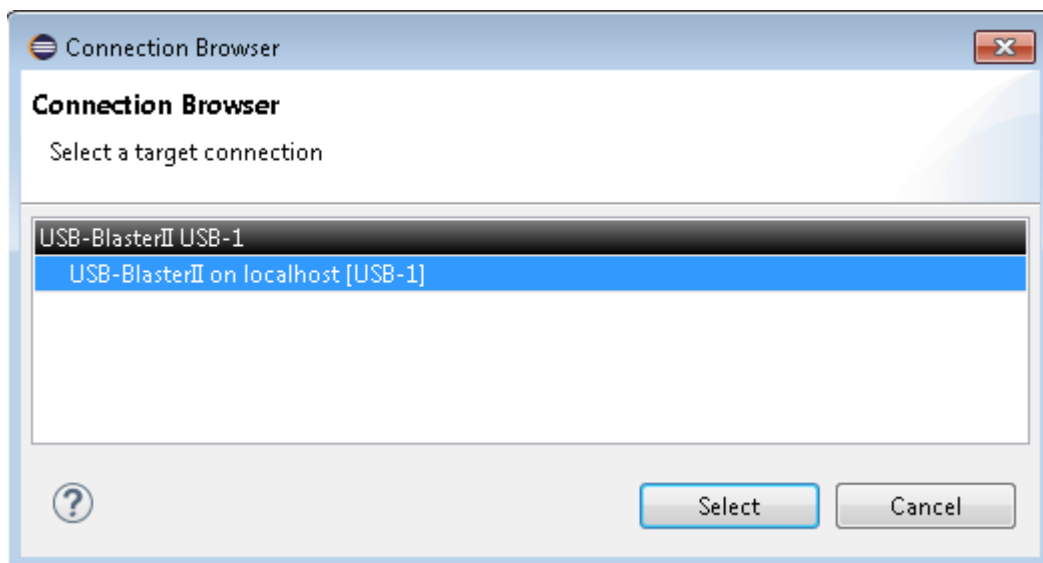 Connection Browser
Connection Browser
Select a target connection
USB-BlasterII USB-1
USB-BlasterII on localhost [USB-1]
?
Select
Cancel